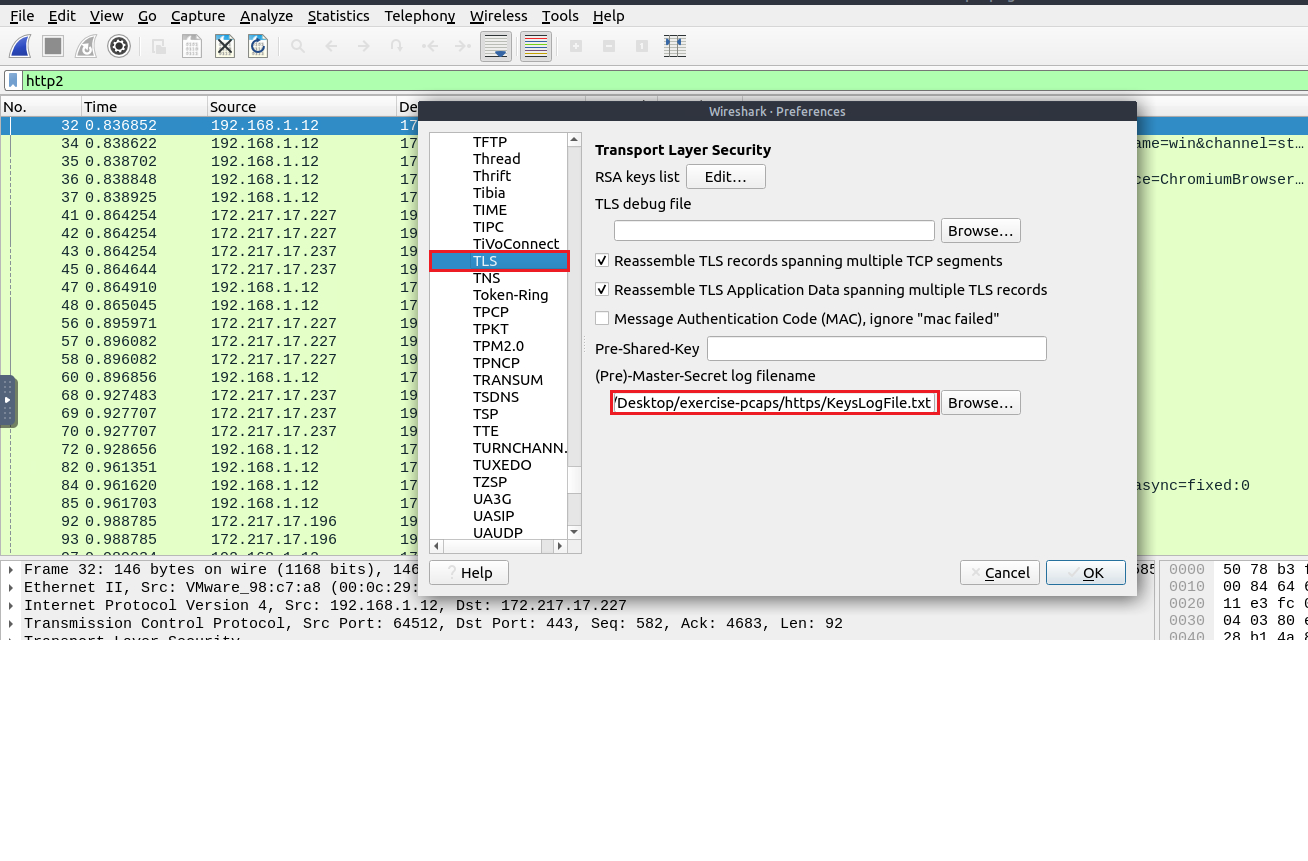 File Edit View Go Capture Analyze Statistics Telephony Wireless Tools Help
http2
No. Time Source De
32 0.836852 192.168.1.12 17
34 0.838622 192.168.1.12 17 ame=win&channel=st…
35 0.838702 192.168.1.12 17
36 0.838848 192.168.1.12 17 ce=ChromiumBrowser…
37 0.838925 192.168.1.12 17
41 0.864254 172.217.17.227 19
42 0.864254 172.217.17.227 19
43 0.864254 172.217.17.237 19
45 0.864644 172.217.17.237 19
47 0.864910 192.168.1.12 17
48 0.865045 192.168.1.12 17
56 0.895971 172.217.17.227 19
57 0.896082 172.217.17.227 19
58 0.896082 172.217.17.227 19
60 0.896856 192.168.1.12 17
68 0.927483 172.217.17.237 19
69 0.927707 172.217.17.237 19
70 0.927707 172.217.17.237 19
72 0.928656 192.168.1.12 17
82 0.961351 192.168.1.12 17
84 0.961620 192.168.1.12 17 async=fixed:0
85 0.961703 192.168.1.12 17
92 0.988785 172.217.17.196 19
93 0.988785 172.217.17.196 19
Wireshark · Preferences
TFTP
Thread
Thrift
Tibia
TIME
TIPC
TiVoConnect
TLS
TNS
Token-Ring
TPCP
TPKT
TPM2.0
TPNCP
TRANSUM
TSDNS
TSP
TTE
TURNCHANN.
TUXEDO
TZSP
UA3G
UASIP
UAUDP
Transport Layer Security
RSA keys list Edit…
TLS debug file
Browse…
Reassemble TLS records spanning multiple TCP segments
Reassemble TLS Application Data spanning multiple TLS records
Message Authentication Code (MAC), ignore "mac failed"
Pre-Shared-Key
(Pre)-Master-Secret log filename
/Desktop/exercise-pcaps/https/KeysLogFile.txt Browse…
? Help Cancel OK
Frame 32: 146 bytes on wire (1168 bits), 146
Ethernet II, Src: VMware_98:c7:a8 (00:0c:29:
Internet Protocol Version 4, Src: 192.168.1.12, Dst: 172.217.17.227
Transmission Control Protocol, Src Port: 64512, Dst Port: 443, Seq: 582, Ack: 4683, Len: 92
Transport Layer Security
0000 50 78 b3
0010 00 84 64
0020 11 e3 fc
0030 04 03 80
0040 28 b1 4a